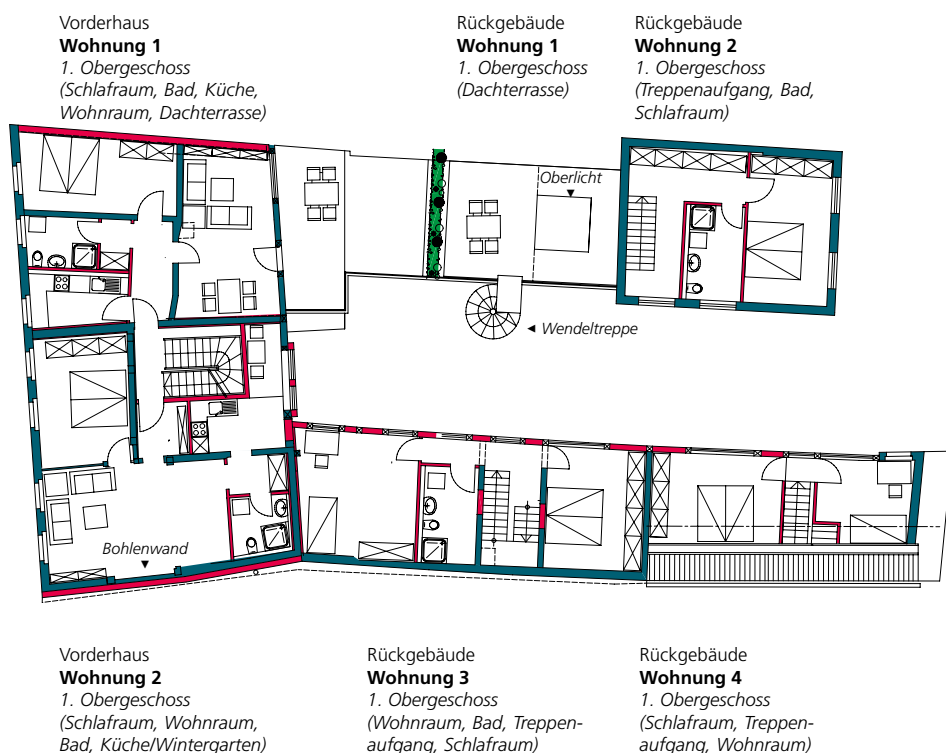 Vorderhaus
Wohnung 1
1. Obergeschoss
(Schlafraum, Bad, Küche,
Wohnraum, Dachterrasse)
Rückgebäude
Wohnung 1
1. Obergeschoss
(Dachterrasse)
Rückgebäude
Wohnung 2
1. Obergeschoss
(Treppenaufgang, Bad,
Schlafraum)
Oberlicht
Wendeltreppe
Bohlenwand
Vorderhaus
Wohnung 2
1. Obergeschoss
(Schlafraum, Wohnraum,
Bad, Küche/Wintergarten)
Rückgebäude
Wohnung 3
1. Obergeschoss
(Wohnraum, Bad, Treppen-
aufgang, Schlafraum)
Rückgebäude
Wohnung 4
1. Obergeschoss
(Schlafraum, Treppen-
aufgang, Wohnraum)